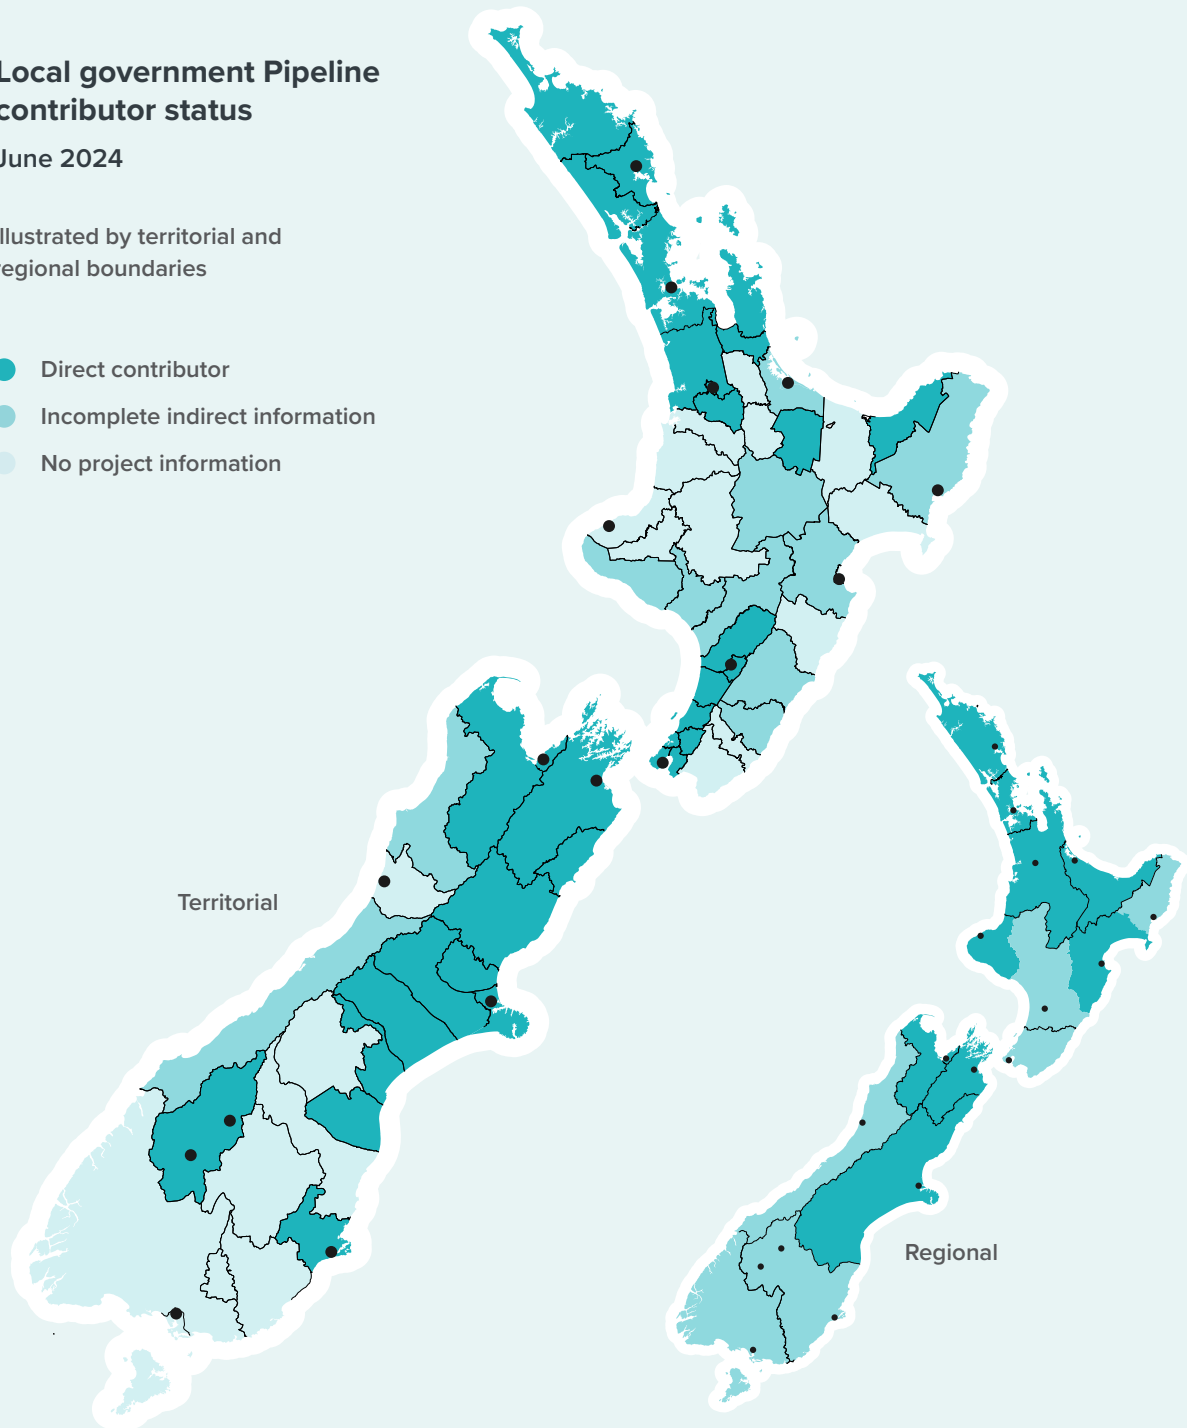 Local government Pipeline
contributor status
June 2024
Illustrated by territorial and
regional boundaries
Direct contributor
Incomplete indirect information
No project information
Territorial
Regional